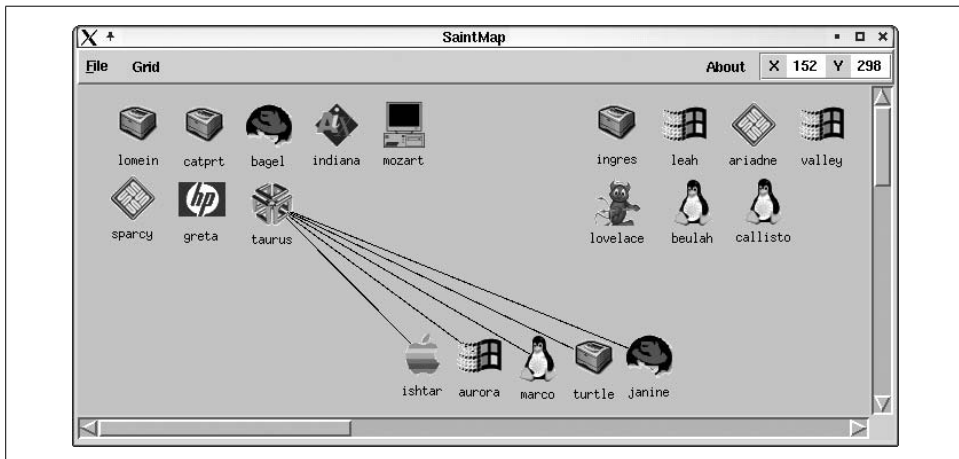 SaintMap
File Grid About X 152 Y 298
lomein catprt bagel indiana mozart ingres leah ariadne valley
hp
sparcy greta taurus lovelace beulah callisto
ishtar aurora marco turtle janine